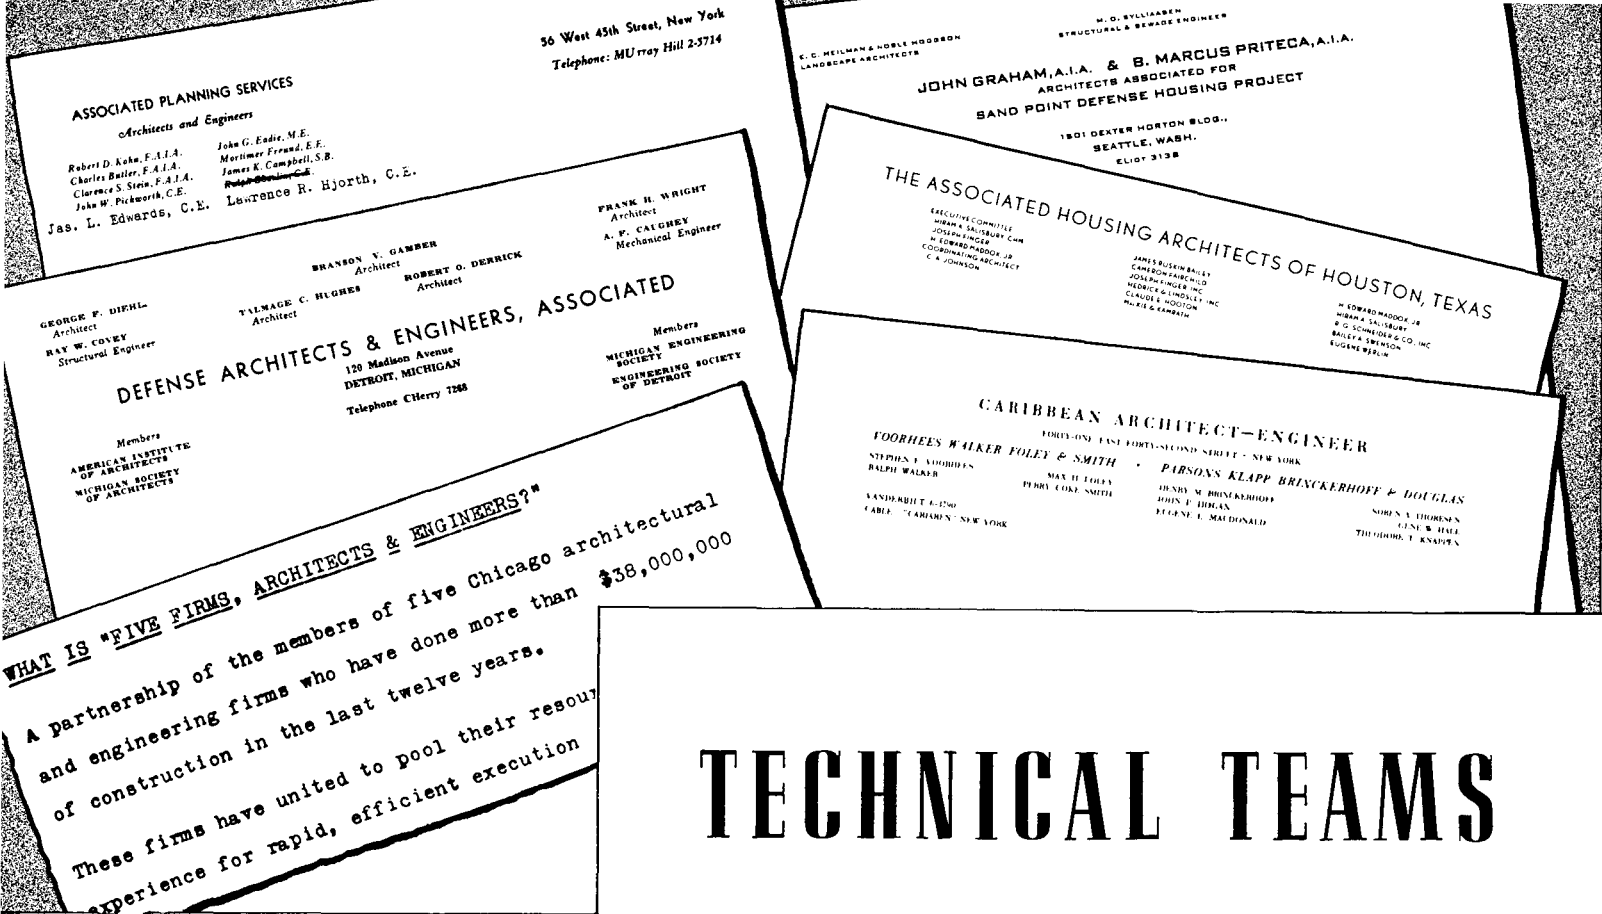 56 West 45th Street, New York
Telephone: MUrray Hill 2-5714
ASSOCIATED PLANNING SERVICES
Architects and Engineers
Robert D. Kohn, F.A.I.A.
Charles Butler, F.A.I.A.
Clarence S. Stein, F.A.I.A.
John W. Pickworth, C.E.
John G. Eadie, M.E.
Mortimer Freund, E.E.
James K. Campbell, S.B.
Jas. L. Edwards, C.E. Lawrence R. Hjorth, C.E.
M. O. SYLLIAASEN
STRUCTURAL & SEWAGE ENGINEER
E. C. HEILMAN & NOBLE HOGGSON
LANDSCAPE ARCHITECTS
JOHN GRAHAM, A.I.A. & B. MARCUS PRITECA, A.I.A.
ARCHITECTS ASSOCIATED FOR
SAND POINT DEFENSE HOUSING PROJECT
1501 DEXTER HORTON BLDG.,
SEATTLE, WASH.
ELIOT 3138
GEORGE F. DIEHL
Architect
RAY W. COVEY
Structural Engineer
BRANSON V. GAMBER
Architect
TALMAGE C. HUGHES
Architect
ROBERT O. DERRICK
Architect
FRANK H. WRIGHT
Architect
A. P. CAUGHEY
Mechanical Engineer
DEFENSE ARCHITECTS & ENGINEERS, ASSOCIATED
120 Madison Avenue
DETROIT, MICHIGAN
Telephone CHerry 7268
Members
AMERICAN INSTITUTE
OF ARCHITECTS
MICHIGAN SOCIETY
OF ARCHITECTS
Members
MICHIGAN ENGINEERING
SOCIETY
ENGINEERING SOCIETY
OF DETROIT
THE ASSOCIATED HOUSING ARCHITECTS OF HOUSTON, TEXAS
EXECUTIVE COMMITTLE
HIRAM A. SALISBURY CHM
JOSEPH FINGER
H. EDWARD MADDOX, JR
COORDINATING ARCHITECT
C. A. JOHNSON
JAMES RUSKIN BAILEY
CAMERON FAIRCHILD
JOSEPH FINGER INC
HEDRICK & LINDSLEY INC
CLAUDE E. HOOTON
MacKIE & KAMRATH
H EDWARD MADDOX, JR
HIRAM A. SALISBURY
R. G. SCHNEIDER & CO., INC
BAILEY A SWENSON
EUGENE WERLIN
CARIBBEAN ARCHITECT—ENGINEER
FORTY-ONE EAST FORTY-SECOND STREET · NEW YORK
VOORHEES WALKER FOLEY & SMITH · PARSONS KLAPP BRINCKERHOFF & DOUGLAS
STEPHEN F. VOORHEES
RALPH WALKER
MAX H FOLEY
PERRY COKE SMITH
HENRY M BRINCKERHOFF
JOHN P. HOGAN
EUGENE L. MACDONALD
SOREN A THORESEN
GENE W. HALL
THEODORE T. KNAPPEN
VANDERBILT
CABLE "CARIBMEN" NEW YORK
WHAT IS "FIVE FIRMS, ARCHITECTS & ENGINEERS?"
A partnership of the members of five Chicago architectural
and engineering firms who have done more than $38,000,000
of construction in the last twelve years.
These firms have united to pool their resour
experience for rapid, efficient execution
TECHNICAL TEAMS